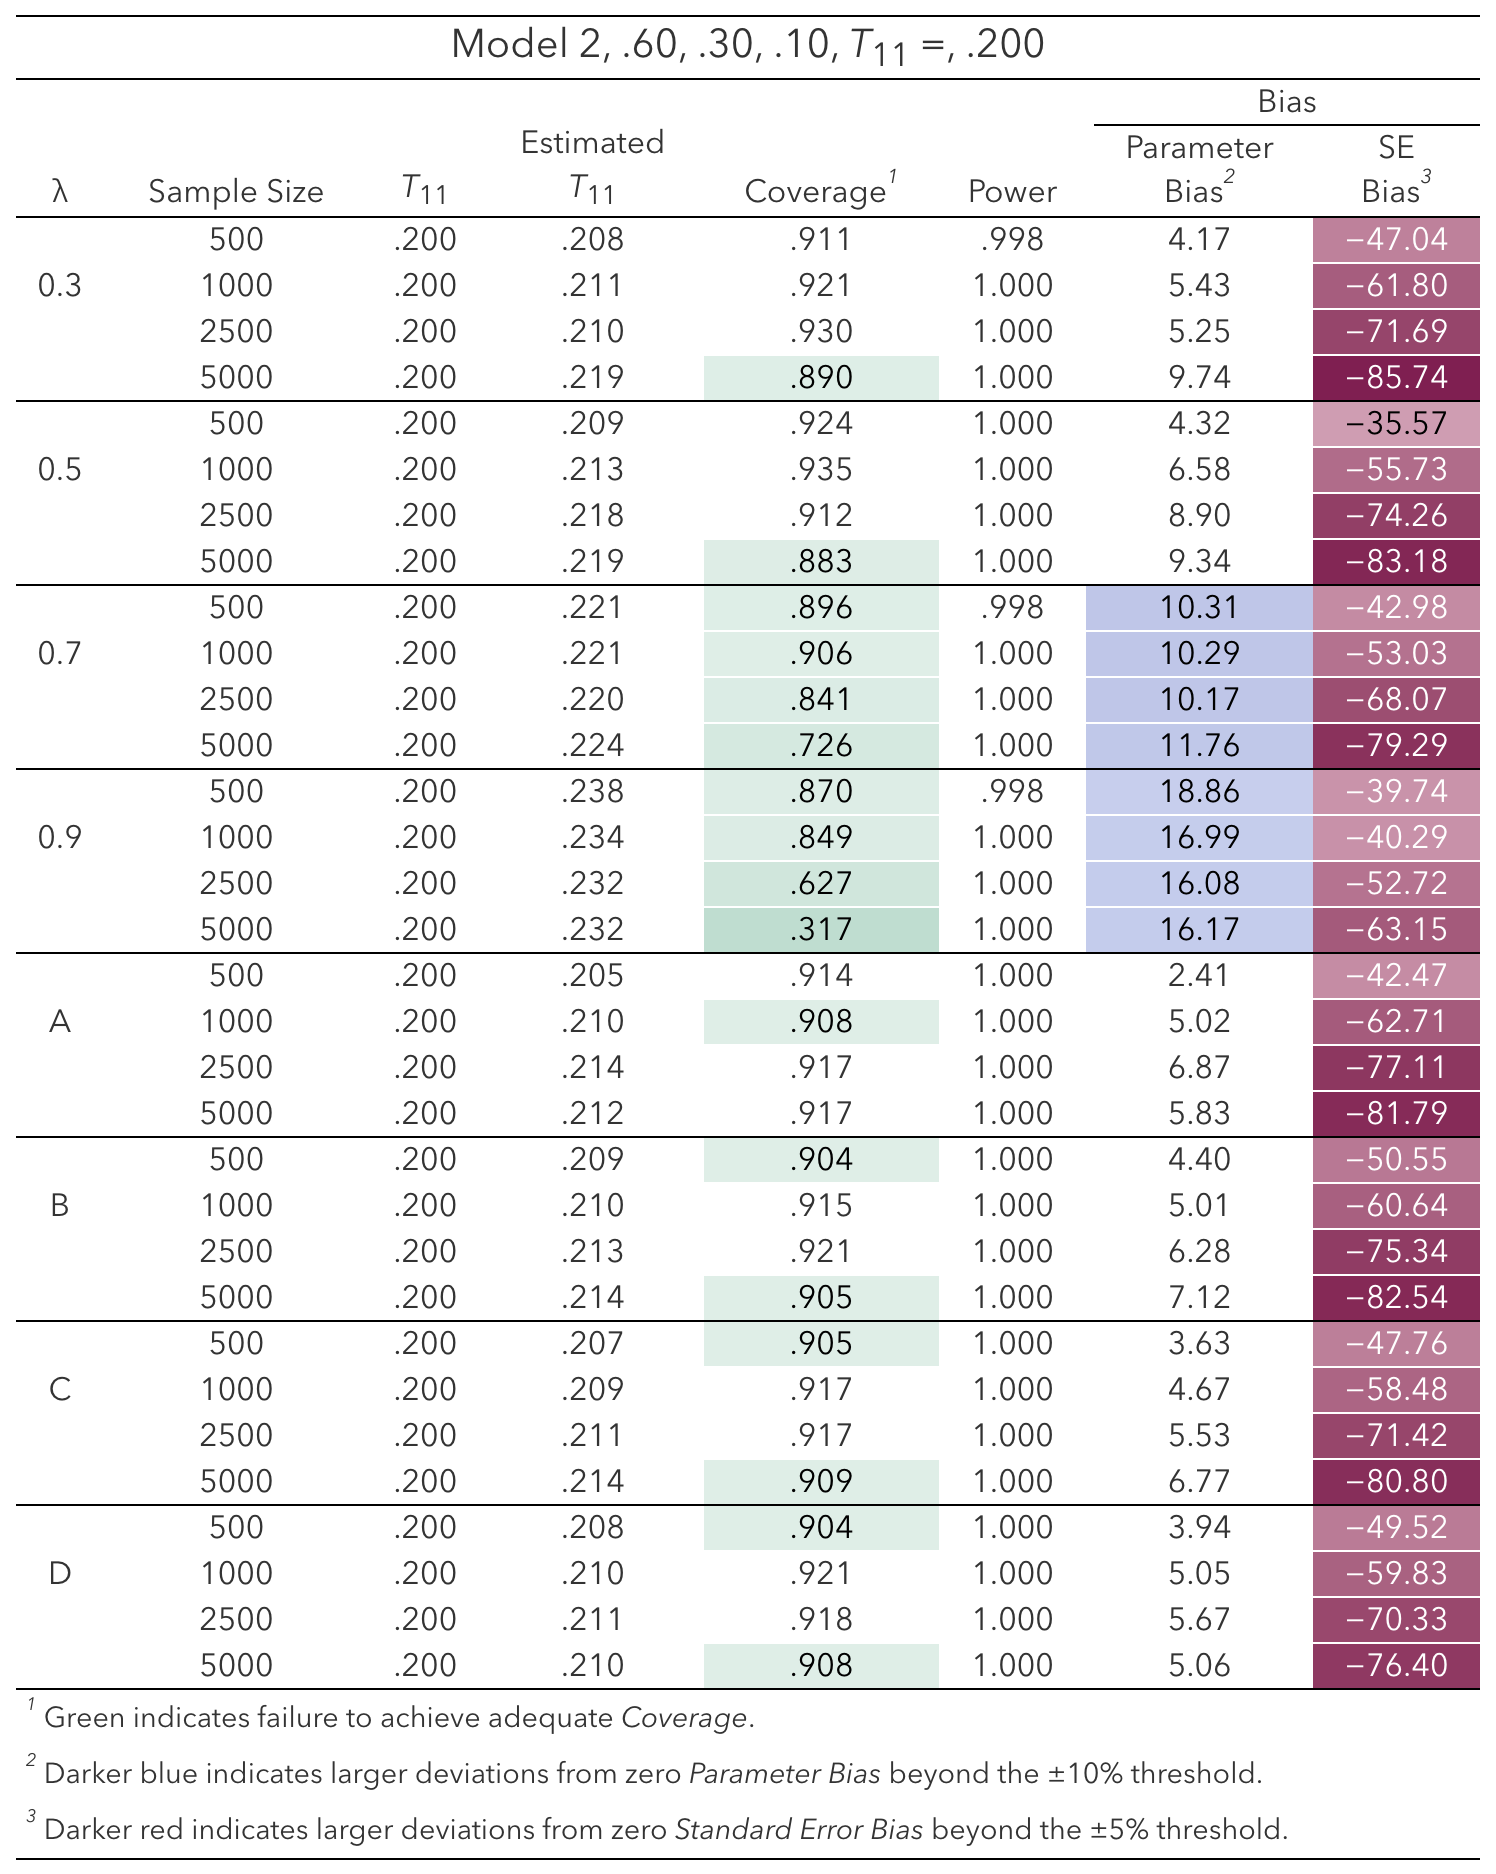 Model 2, .60, .30, .10, T11 =, .200
Bias
Estimated Parameter SE
λ Sample Size T11 T11 Coverage1 Power Bias2 Bias3
500 .200 .208 .911 .998 4.17 −47.04
0.3 1000 .200 .211 .921 1.000 5.43 −61.80
2500 .200 .210 .930 1.000 5.25 −71.69
5000 .200 .219 .890 1.000 9.74 −85.74
500 .200 .209 .924 1.000 4.32 −35.57
0.5 1000 .200 .213 .935 1.000 6.58 −55.73
2500 .200 .218 .912 1.000 8.90 −74.26
5000 .200 .219 .883 1.000 9.34 −83.18
500 .200 .221 .896 .998 10.31 −42.98
0.7 1000 .200 .221 .906 1.000 10.29 −53.03
2500 .200 .220 .841 1.000 10.17 −68.07
5000 .200 .224 .726 1.000 11.76 −79.29
500 .200 .238 .870 .998 18.86 −39.74
0.9 1000 .200 .234 .849 1.000 16.99 −40.29
2500 .200 .232 .627 1.000 16.08 −52.72
5000 .200 .232 .317 1.000 16.17 −63.15
500 .200 .205 .914 1.000 2.41 −42.47
A 1000 .200 .210 .908 1.000 5.02 −62.71
2500 .200 .214 .917 1.000 6.87 −77.11
5000 .200 .212 .917 1.000 5.83 −81.79
500 .200 .209 .904 1.000 4.40 −50.55
B 1000 .200 .210 .915 1.000 5.01 −60.64
2500 .200 .213 .921 1.000 6.28 −75.34
5000 .200 .214 .905 1.000 7.12 −82.54
500 .200 .207 .905 1.000 3.63 −47.76
C 1000 .200 .209 .917 1.000 4.67 −58.48
2500 .200 .211 .917 1.000 5.53 −71.42
5000 .200 .214 .909 1.000 6.77 −80.80
500 .200 .208 .904 1.000 3.94 −49.52
D 1000 .200 .210 .921 1.000 5.05 −59.83
2500 .200 .211 .918 1.000 5.67 −70.33
5000 .200 .210 .908 1.000 5.06 −76.40
1 Green indicates failure to achieve adequate Coverage.
2 Darker blue indicates larger deviations from zero Parameter Bias beyond the ±10% threshold.
3 Darker red indicates larger deviations from zero Standard Error Bias beyond the ±5% threshold.